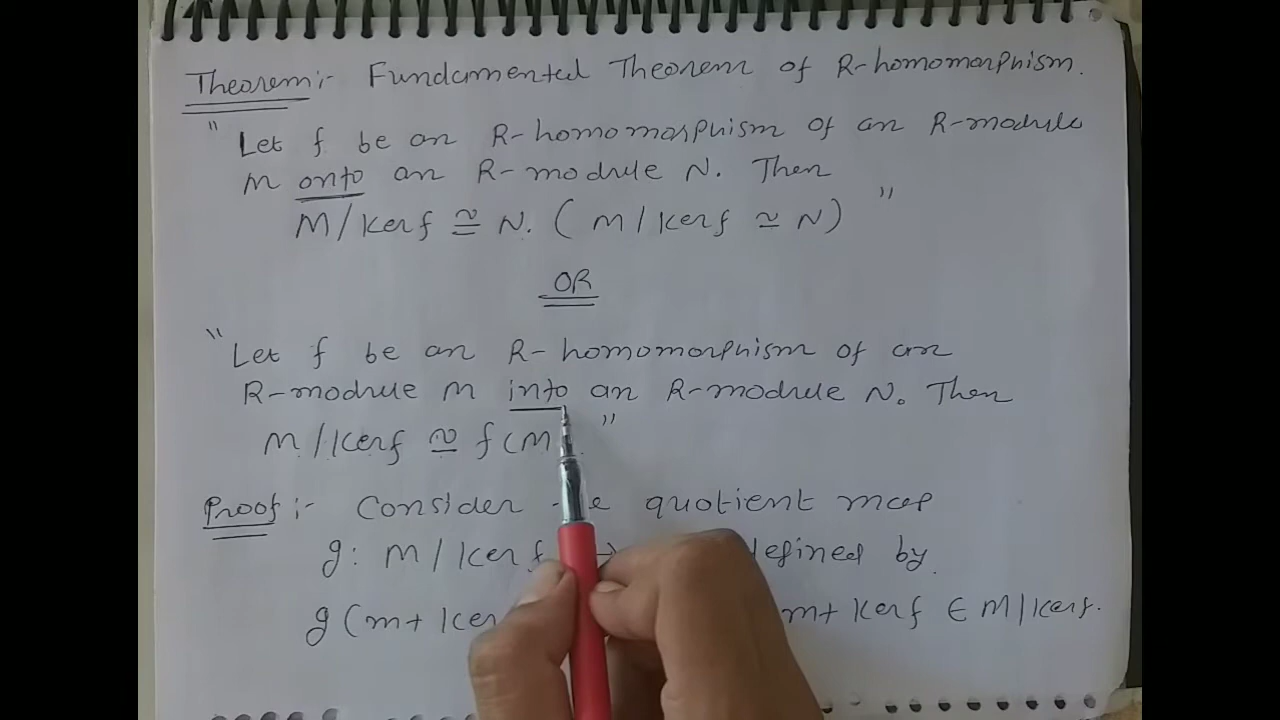 Theorem:- Fundamental Theorem of R-homomorphism.
"Let f be an R-homomorphism of an R-module
M onto an R-module N. Then
M/Kerf ≅ N. (M/Kerf ≃ N)"
OR
"Let f be an R-homomorphism of an
R-module M into an R-module N. Then
M/Kerf ≅ f(M "
Proof:- Consider quotient map
g: M/Kerf → defined by.
g(m+ Ker m+ Kerf ∈ M/Kerf.